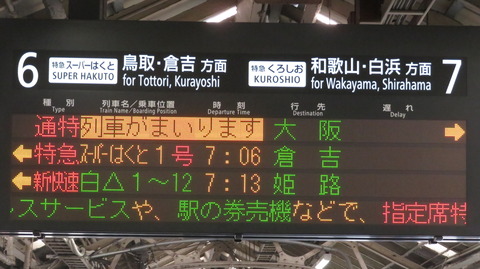 6 特急 スーパーはくと SUPER HAKUTO 鳥取・倉吉 方面 for Tottori, Kurayoshi
特急 くろしお KUROSHIO 和歌山・白浜 方面 for Wakayama, Shirahama 7
種別 列車名/乗車位置 時刻 行先 遅れ
Type Train Name/Boarding Position Departure Time Destination Delay
通特 列車がまいります 大阪 →
← 特急 スーパーはくと1号 7:06 倉吉
← 新快速 白△1～12 7:13 姫路
レスサービスや、駅の券売機などで、指定席特